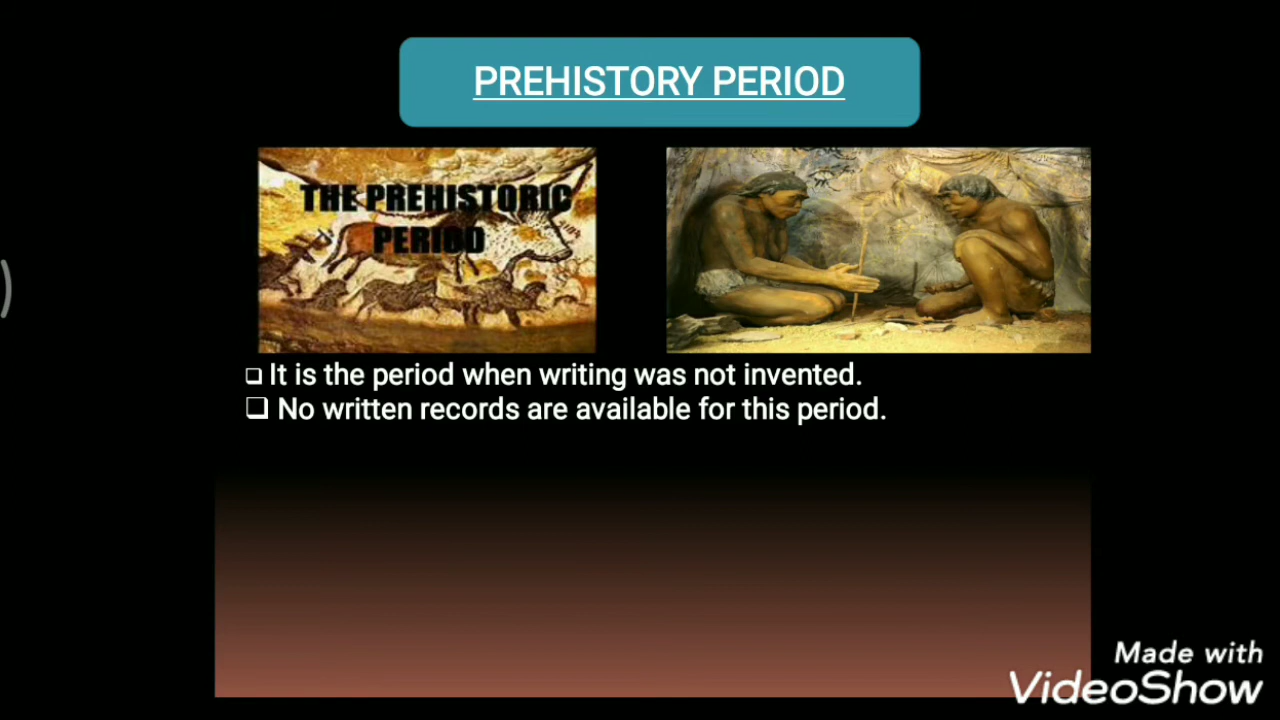 PREHISTORY PERIOD
THE PREHISTORIC
PERIOD
It is the period when writing was not invented.
No written records are available for this period.
Made with
VideoShow